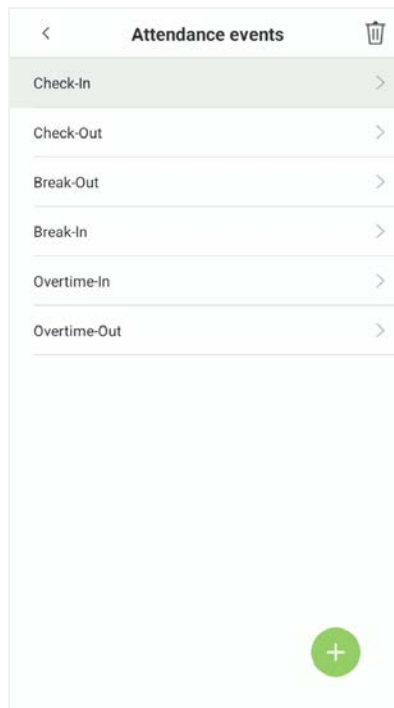 Attendance events
Check-In
Check-Out
Break-Out
Break-In
Overtime-In
Overtime-Out